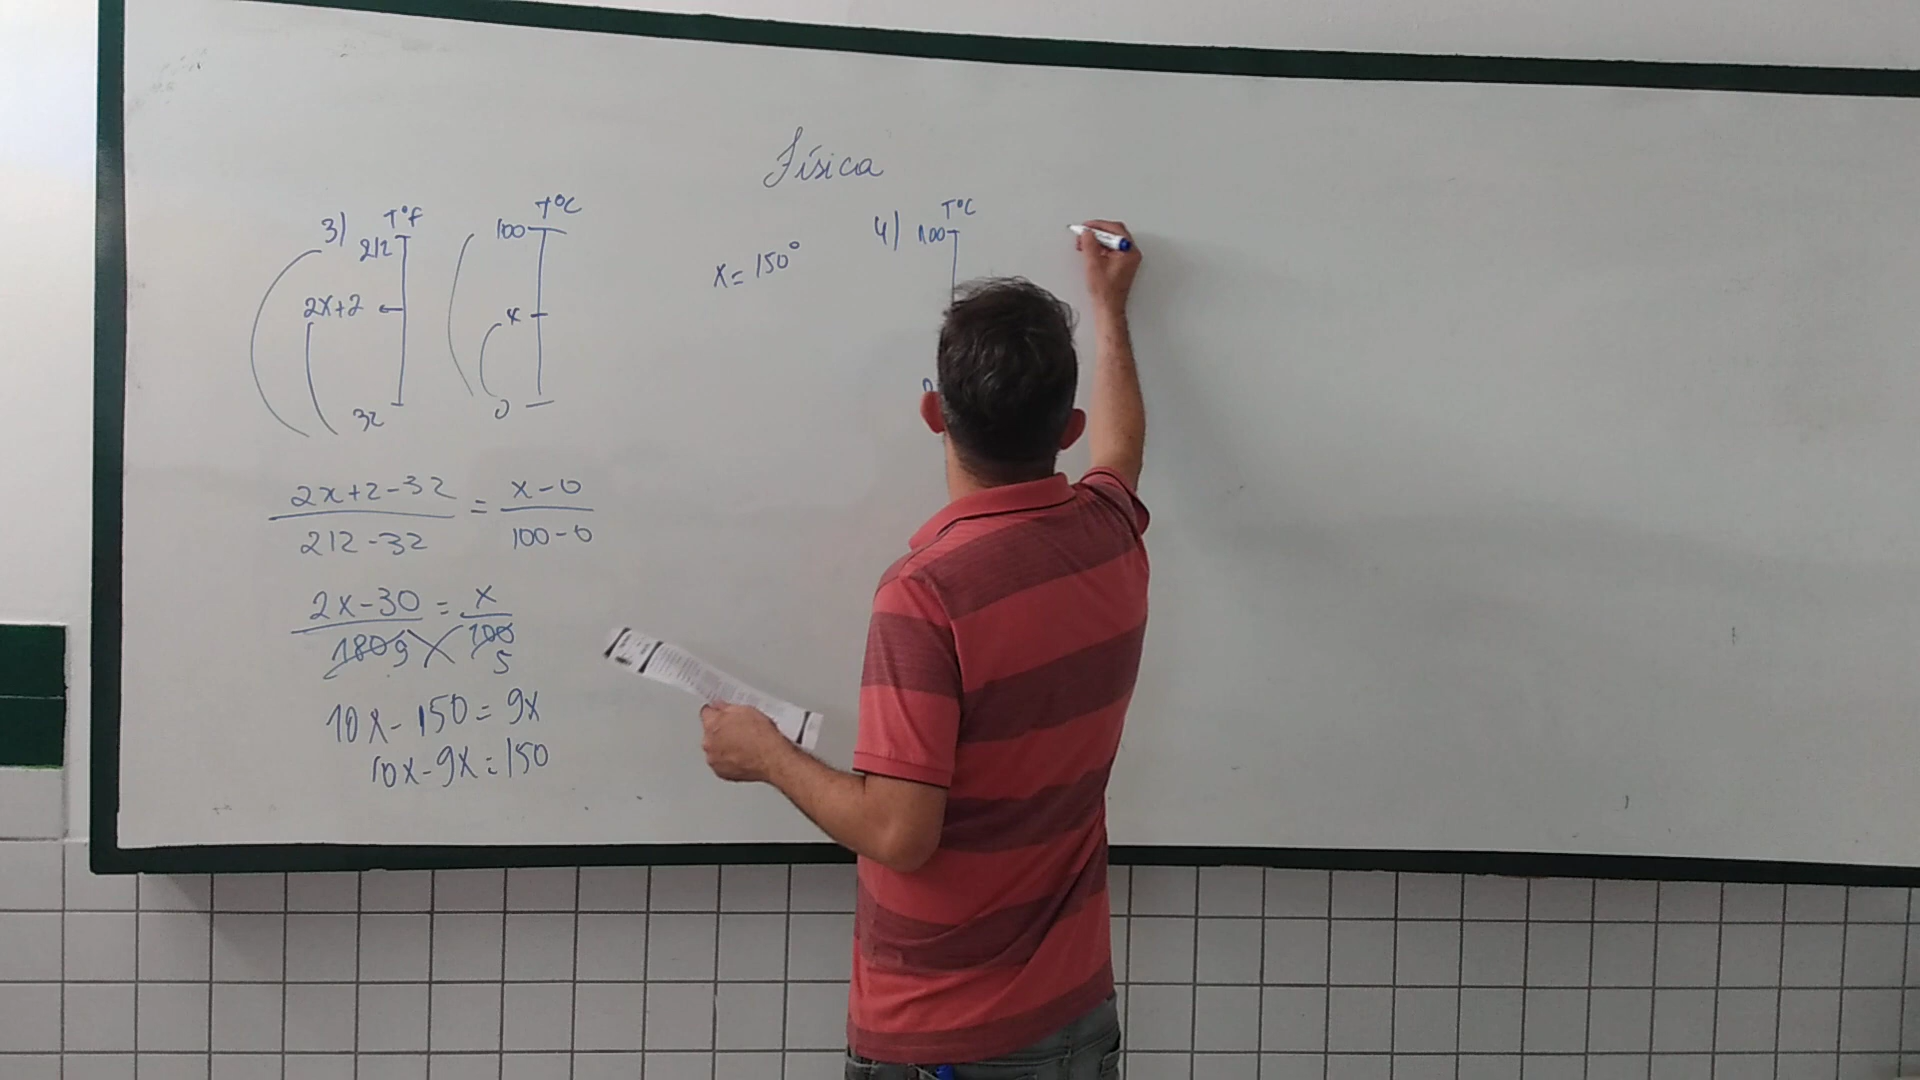 Física
3) T°F
212
2x+2
32
T°C
100
x
0
2x+2-32 = x-0
212-32 100-0
2x-30 = x
180 9 100 5
10x-150=9x
10x-9x=150
x=150°
4) T°C
100
0